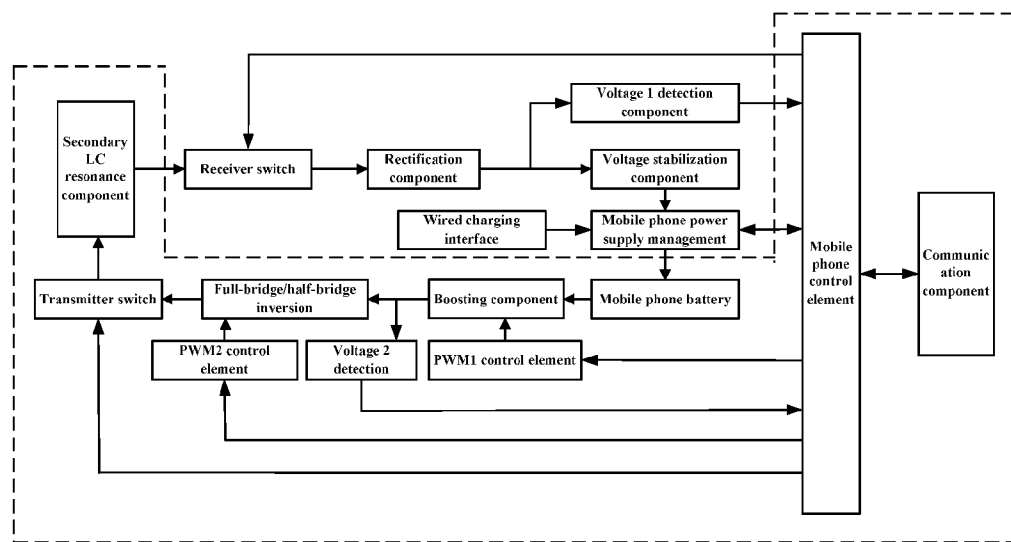 Voltage 1 detection
component
Secondary
LC
resonance
component
Receiver switch
Rectification
component
Voltage stabilization
component
Wired charging
interface
Mobile phone power
supply management
Mobile
phone
control
element
Communic
ation
component
Transmitter switch
Full-bridge/half-bridge
inversion
Boosting component
Mobile phone battery
PWM2 control
element
Voltage 2
detection
PWM1 control element